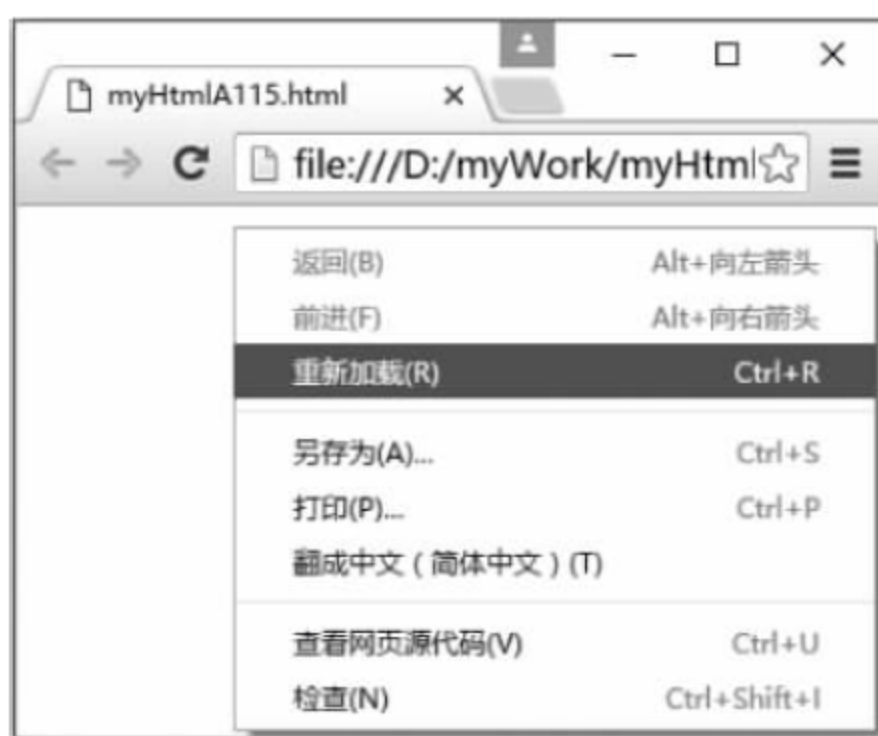 myHtmlA115.html
file:///D:/myWork/myHtml
返回(B) Alt+向左箭头
前进(F) Alt+向右箭头
重新加载(R) Ctrl+R
另存为(A)... Ctrl+S
打印(P)... Ctrl+P
翻成中文（简体中文）(T)
查看网页源代码(V) Ctrl+U
检查(N) Ctrl+Shift+I